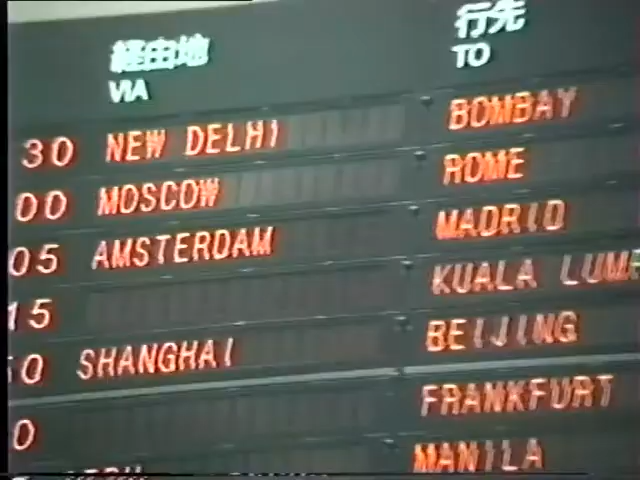 経由地 行先
VIA TO
30 NEW DELHI BOMBAY
00 MOSCOW ROME
05 AMSTERDAM MADRID
15 KUALA
0 SHANGHAI BEIJING
0 FRANKFURT
MANILA